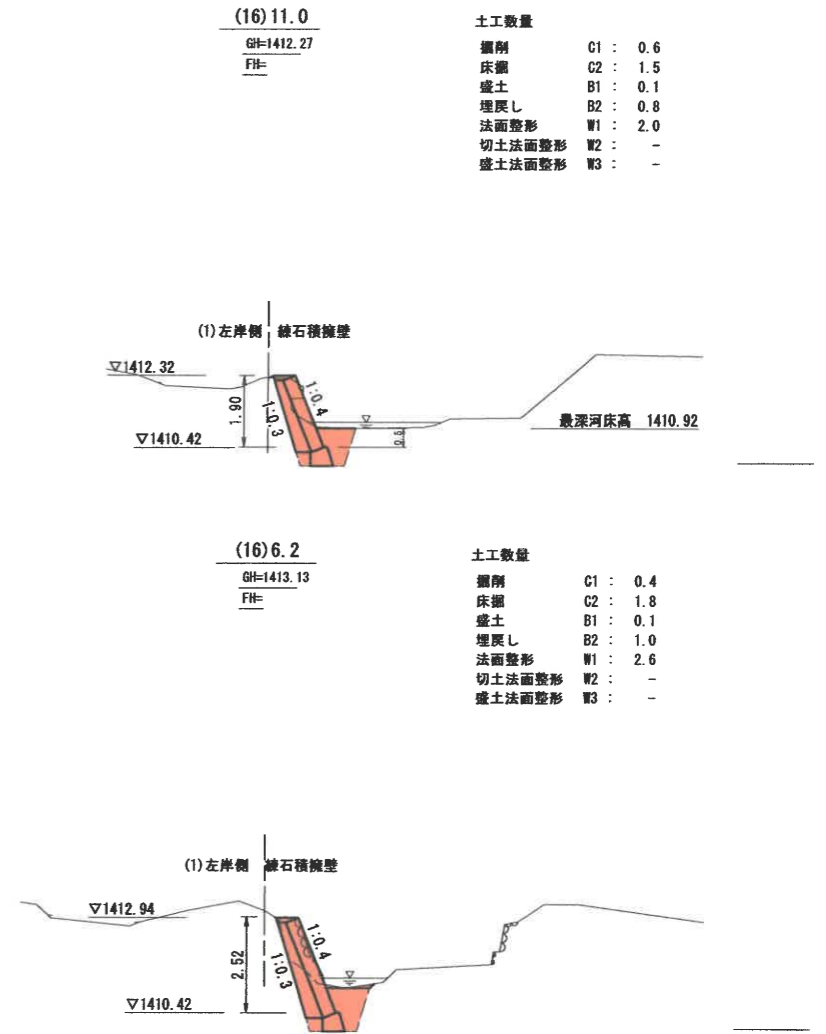 (16)11.0
GH=1412.27
FH=
土工数量
掘削 C1 : 0.6
床掘 C2 : 1.5
盛土 B1 : 0.1
埋戻し B2 : 0.8
法面整形 W1 : 2.0
切土法面整形 W2 : -
盛土法面整形 W3 : -
(1)左岸側 練石積擁壁
▽1412.32
1:0.4
1.90
1:0.3
▽1410.42
0.5
最深河床高 1410.92
(16)6.2
GH=1413.13
FH=
土工数量
掘削 C1 : 0.4
床掘 C2 : 1.8
盛土 B1 : 0.1
埋戻し B2 : 1.0
法面整形 W1 : 2.6
切土法面整形 W2 : -
盛土法面整形 W3 : -
(1)左岸側 練石積擁壁
▽1412.94
1:0.4
2.52
1:0.3
▽1410.42